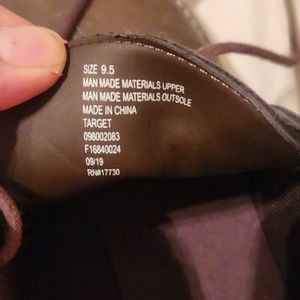 SIZE 9.5
MAN MADE MATERIALS UPPER
MAN MADE MATERIALS OUTSOLE
MADE IN CHINA
TARGET
098002083
F16840024
09/19
RN#17730